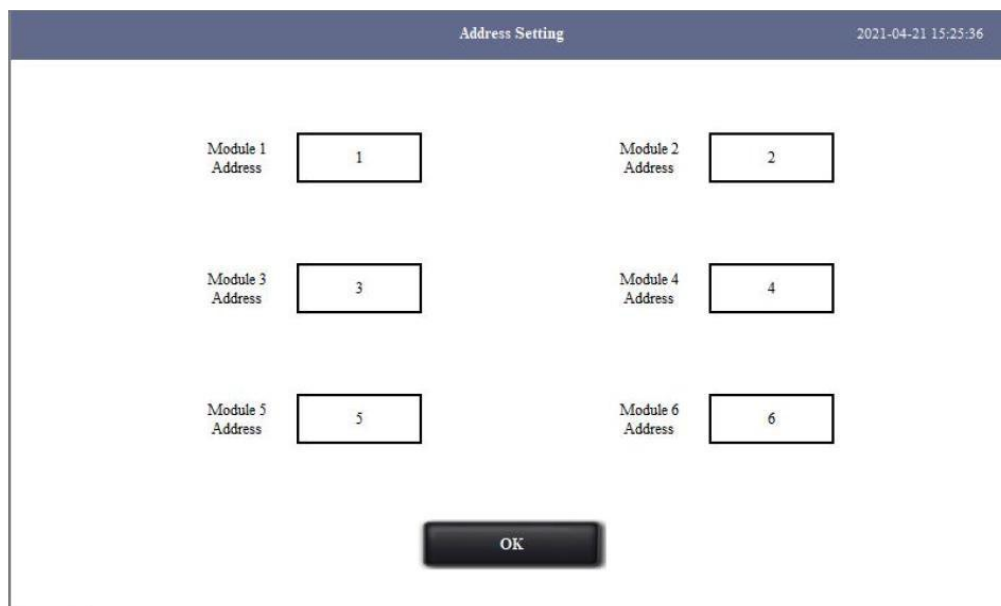 Address Setting
2021-04-21 15:25:36
Module 1
Address
1
Module 2
Address
2
Module 3
Address
3
Module 4
Address
4
Module 5
Address
5
Module 6
Address
6
OK